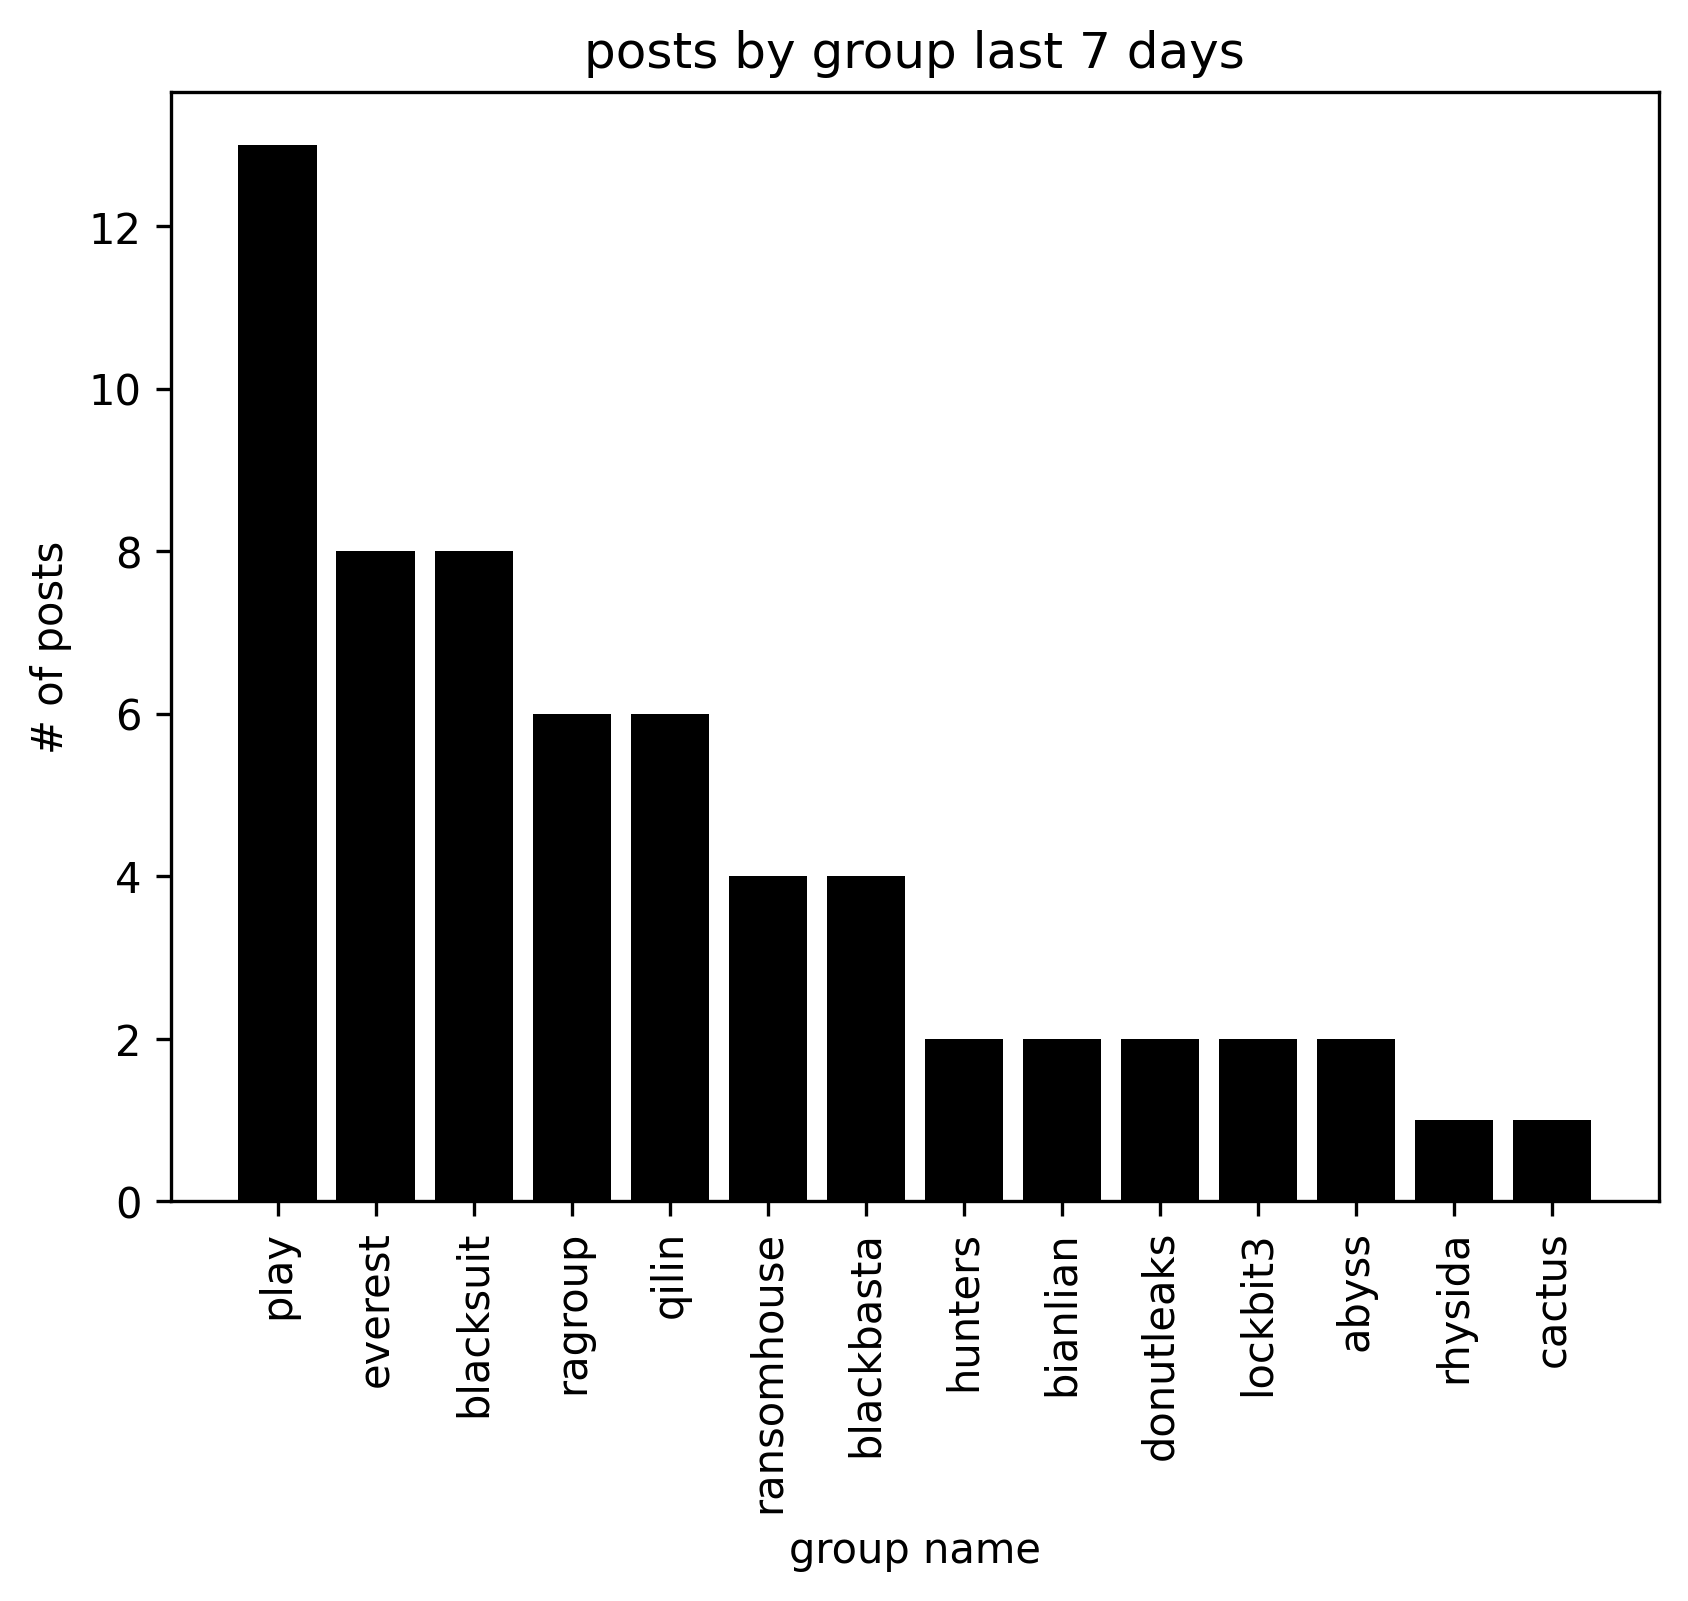 posts by group last 7 days
# of posts
12
10
8
6
4
2
0
play
everest
blacksuit
ragroup
qilin
ransomhouse
blackbasta
hunters
bianlian
donutleaks
lockbit3
abyss
rhysida
cactus
group name